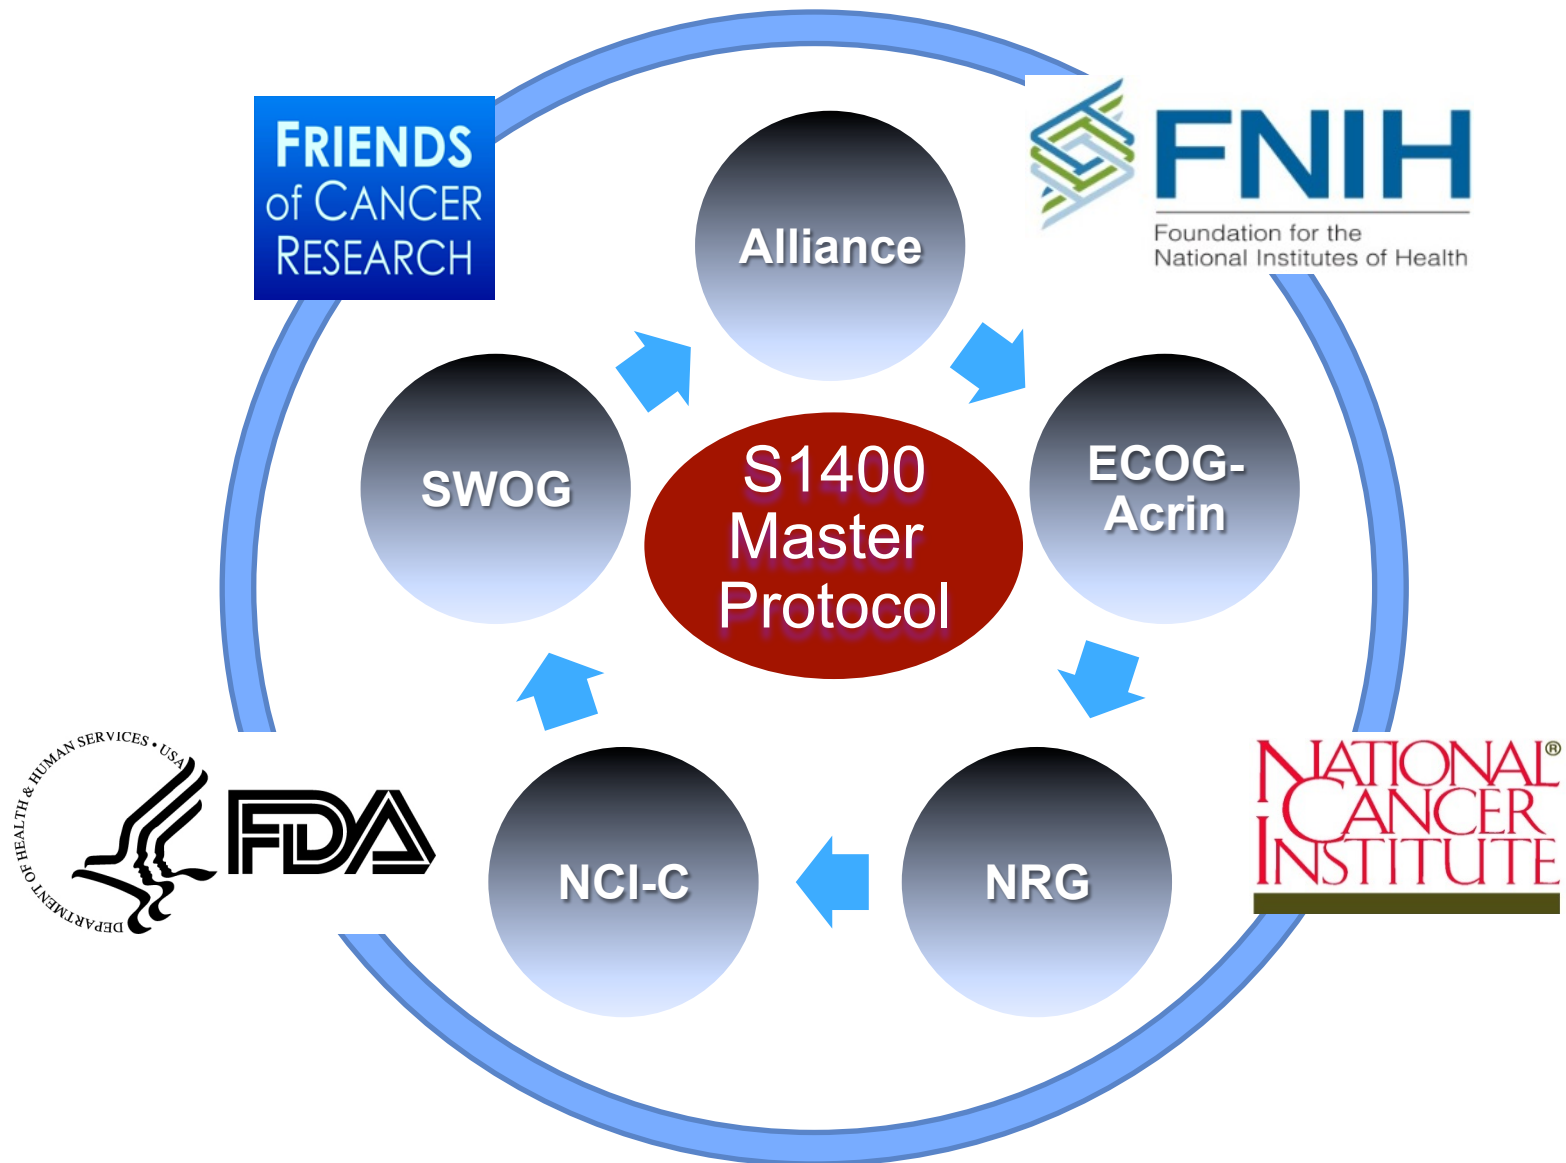 FRIENDS
of CANCER
RESEARCH
FNIH
Foundation for the
National Institutes of Health
Alliance
SWOG
S1400
Master
Protocol
ECOG-
Acrin
DEPARTMENT OF HEALTH & HUMAN SERVICES • USA
FDA
NCI-C
NRG
NATIONAL®
CANCER
INSTITUTE